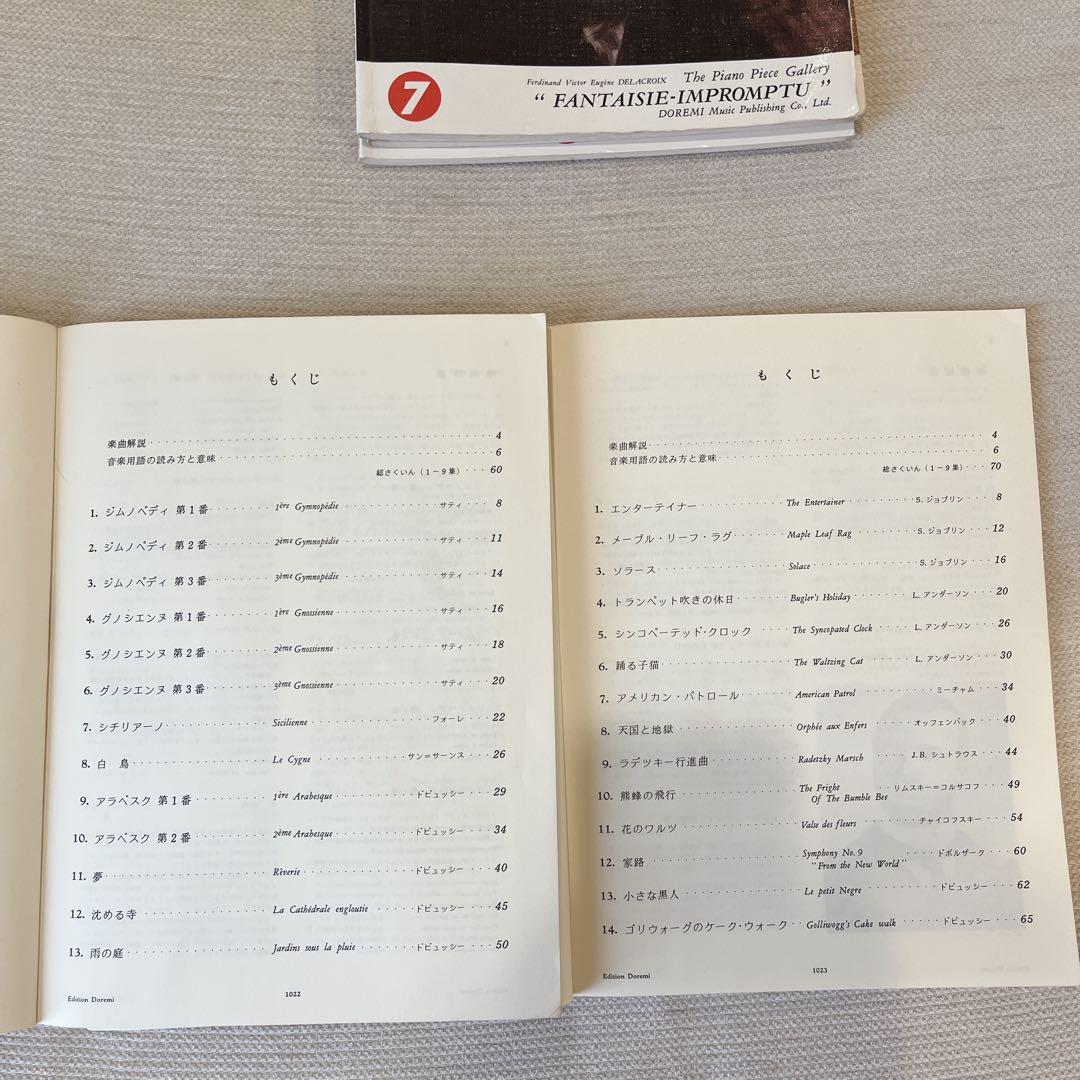 7
Ferdinand Victor Eugène DELACROIX The Piano Piece Gallery
“ FANTAISIE-IMPROMPTU ”
DOREMI Music Publishing Co., Ltd.
もくじ
楽曲解説 4
音楽用語の読み方と意味 6
総さくいん（1－9集） 60
1. ジムノペディ 第1番 1ère Gymnopédie サティ 8
2. ジムノペディ 第2番 2ème Gymnopédie サティ 11
3. ジムノペディ 第3番 3ème Gymnopédie サティ 14
4. グノシエンヌ 第1番 1ère Gnossienne サティ 16
5. グノシエンヌ 第2番 2ème Gnossienne サティ 18
6. グノシエンヌ 第3番 3ème Gnossienne サティ 20
7. シチリアーノ Sicilienne フォーレ 22
8. 白 鳥 Le Cygne サン＝サーンス 26
9. アラベスク 第1番 1ère Arabesque ドビュッシー 29
10. アラベスク 第2番 2ème Arabesque ドビュッシー 34
11. 夢 Rèverie ドビュッシー 40
12. 沈める寺 La Cathédrale engloutie ドビュッシー 45
13. 雨の庭 Jardins sous la pluie ドビュッシー 50
Edition Doremi
1022
もくじ
楽曲解説 4
音楽用語の読み方と意味 6
総さくいん（1－9集） 70
1. エンターテイナー The Entertainer S. ジョプリン 8
2. メープル・リーフ・ラグ Maple Leaf Rag S. ジョプリン 12
3. ソラース Solace S. ジョプリン 16
4. トランペット吹きの休日 Bugler's Holiday L. アンダーソン 20
5. シンコペーテッド・クロック The Syncopated Clock L. アンダーソン 26
6. 踊る子猫 The Waltzing Cat L. アンダーソン 30
7. アメリカン・パトロール American Patrol ミーチャム 34
8. 天国と地獄 Orphée aux Enfers オッフェンバック 40
9. ラデツキー行進曲 Radetzky Marsch J.B. シュトラウス 44
10. 熊蜂の飛行 The Fright Of The Bumble Bee リムスキー＝コルサコフ 49
11. 花のワルツ Valse des fleurs チャイコフスキー 54
12. 家路 Symphony No. 9 “From the New World” ドボルザーク 60
13. 小さな黒人 Le petit Negre ドビュッシー 62
14. ゴリウォーグのケーク・ウォーク Golliwogg's Cake walk ドビュッシー 65
Edition Doremi
1023